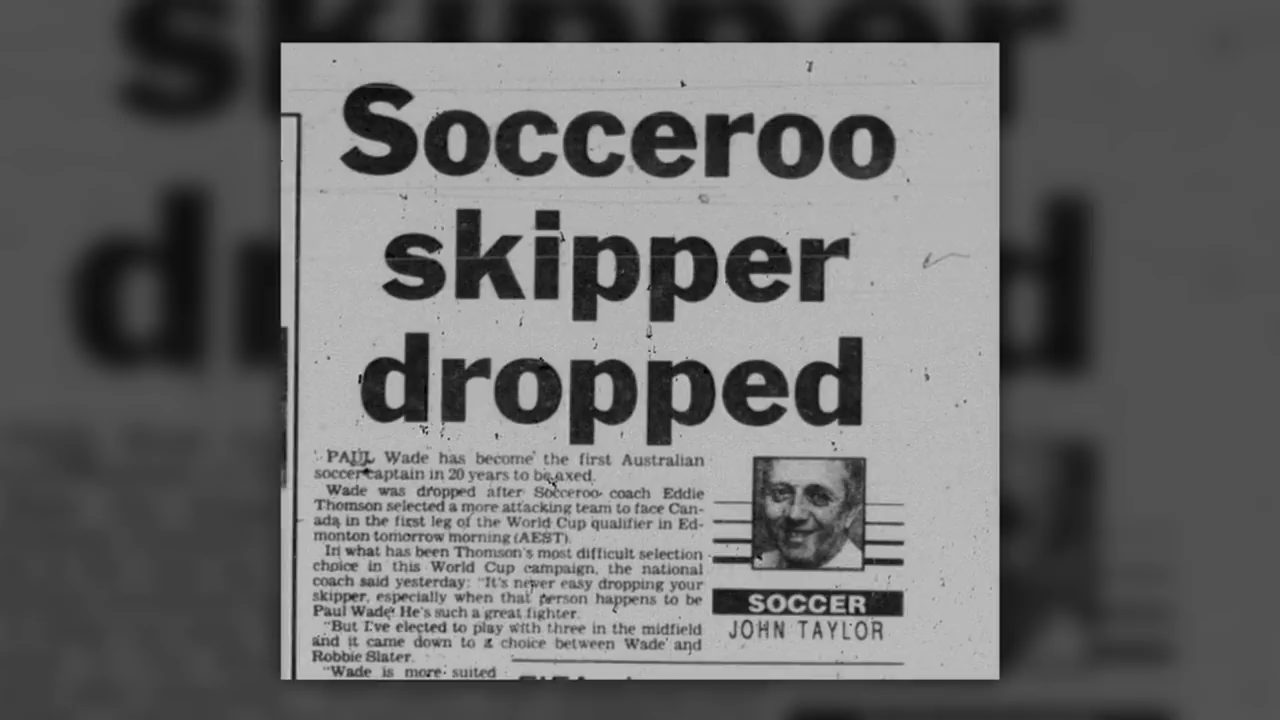 Socceroo
skipper
dropped
PAUL Wade has become the first Australian
soccer captain in 20 years to be axed.
Wade was dropped after Socceroo coach Eddie
Thomson selected a more attacking team to face Can-
ada in the first leg of the World Cup qualifier in Ed-
monton tomorrow morning (AEST).
In what has been Thomson's most difficult selection
choice in this World Cup campaign, the national
coach said yesterday: "It's never easy dropping your
skipper, especially when that person happens to be
Paul Wade. He's such a great fighter.
"But I've elected to play with three in the midfield
and it came down to a choice between Wade and
Robbie Slater.
"Wade is more suited
SOCCER
JOHN TAYLOR